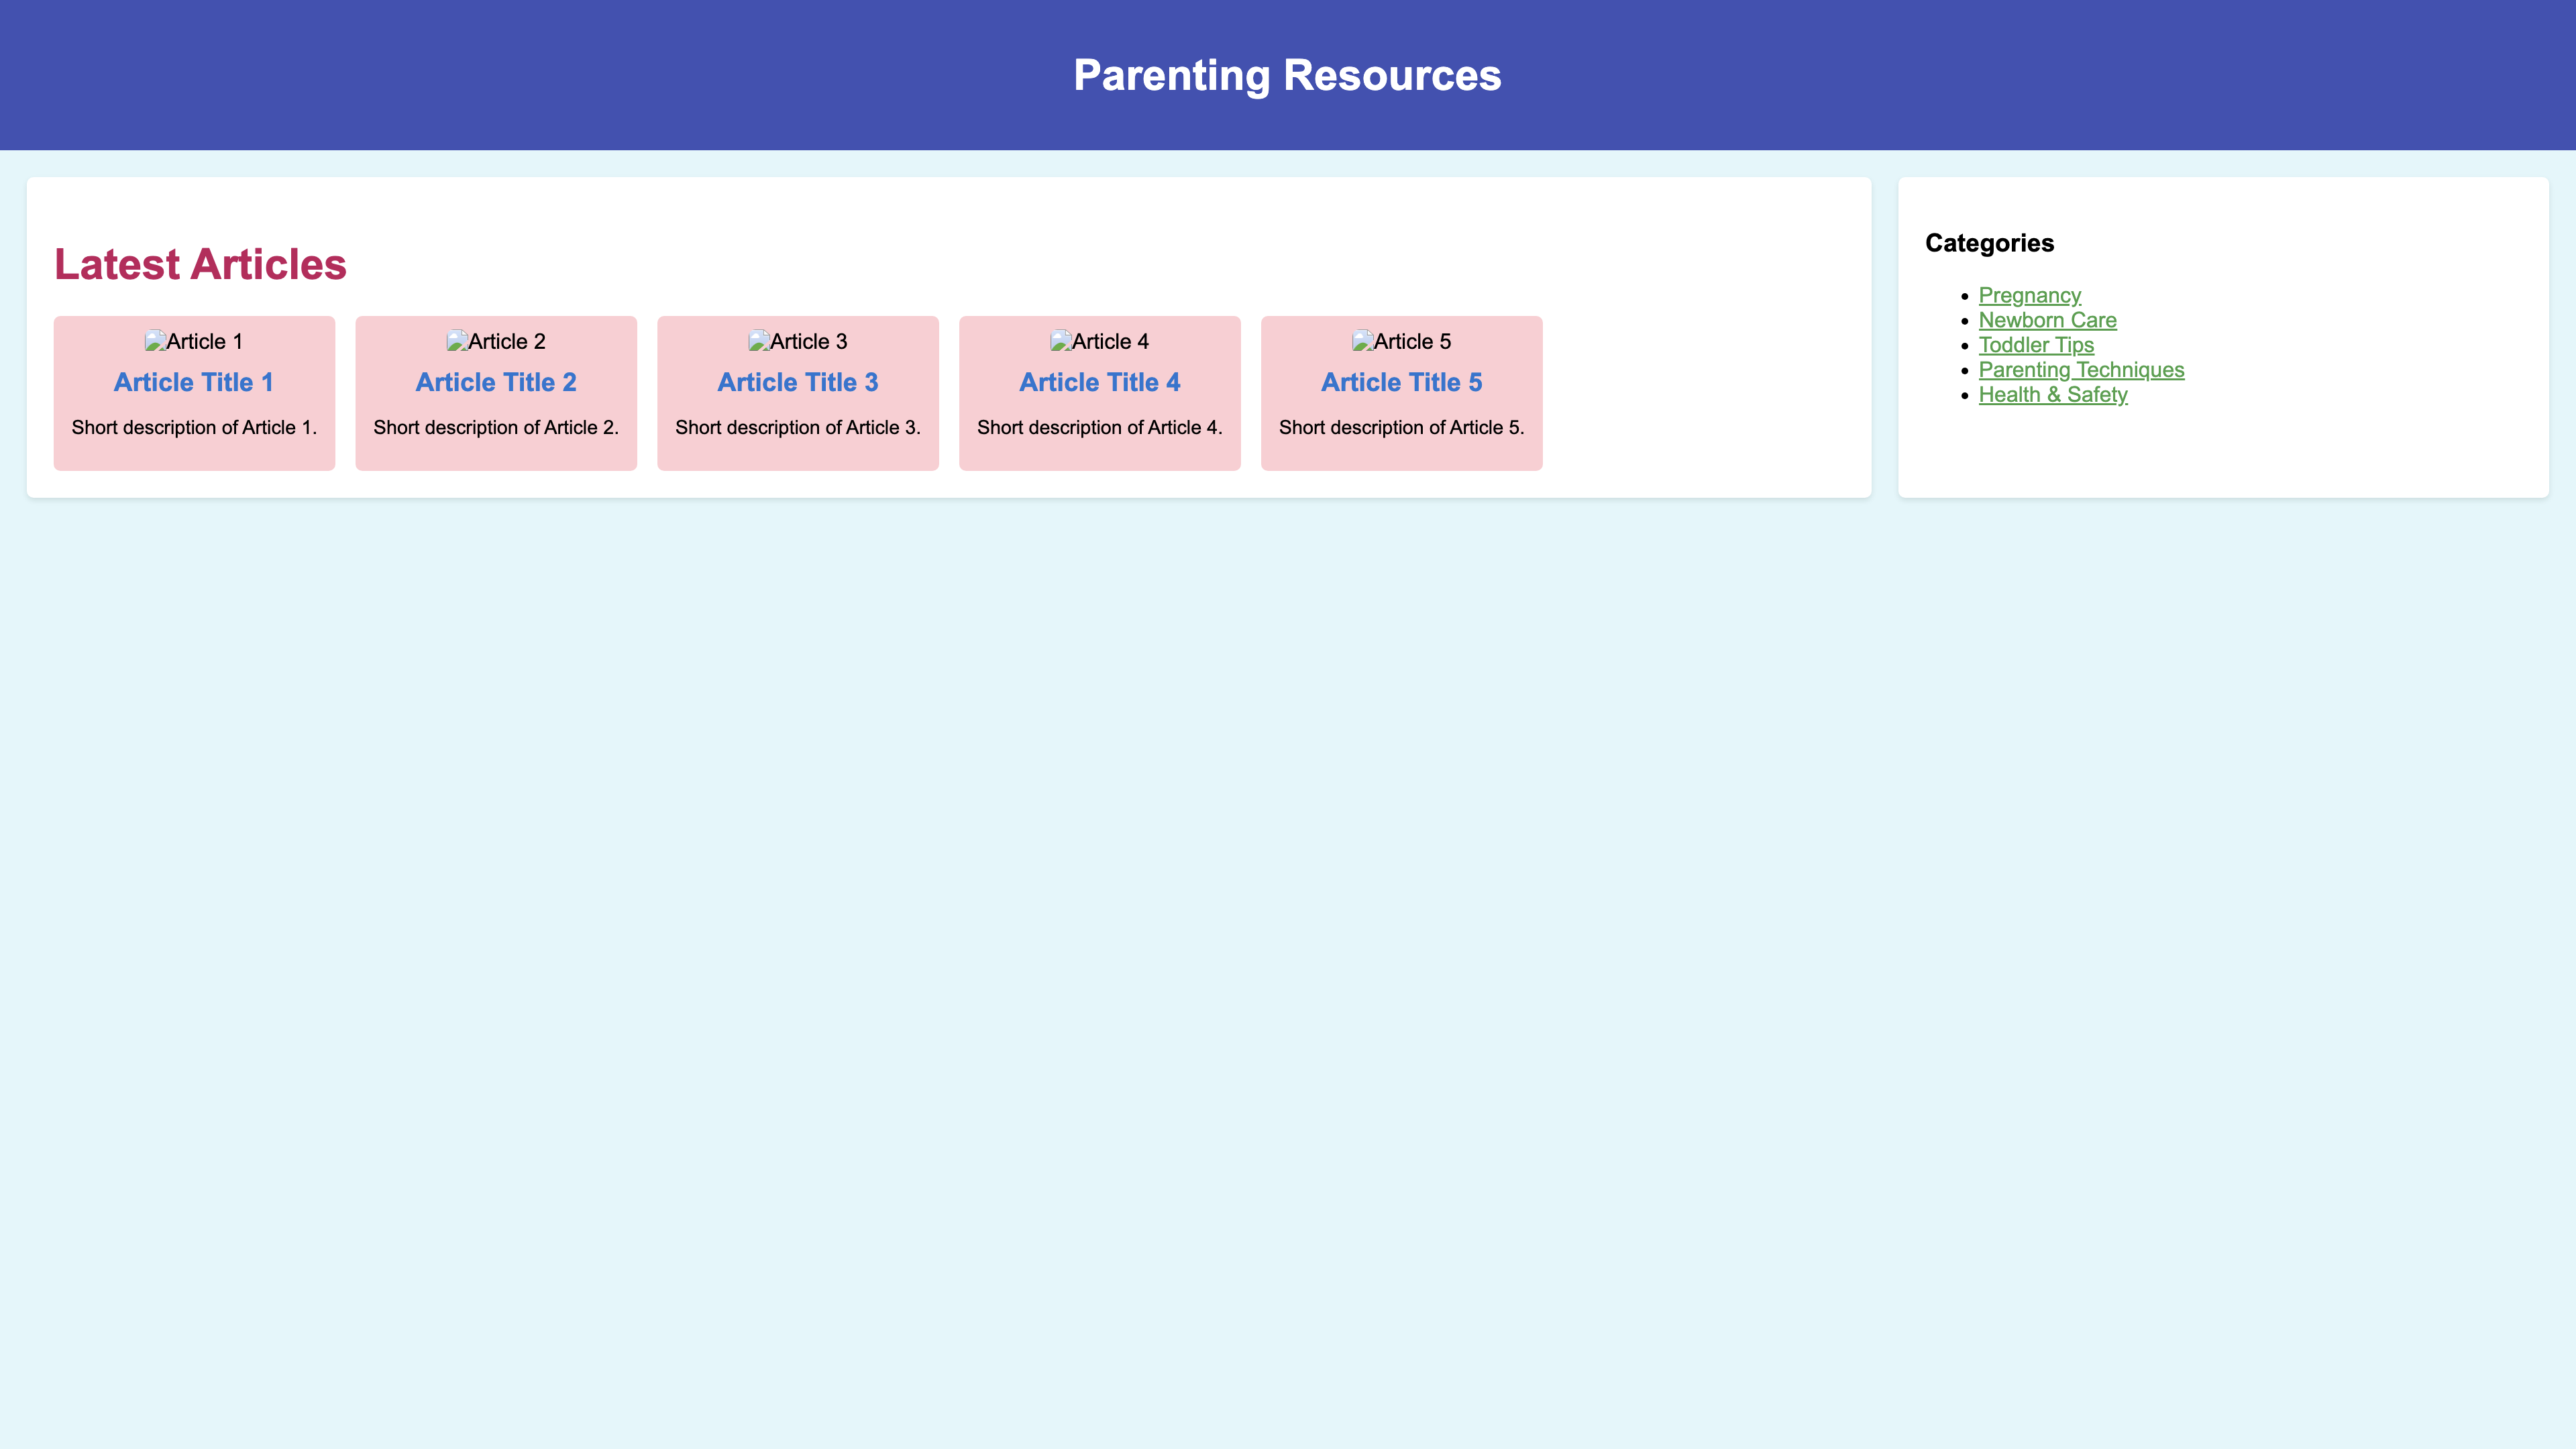 Parenting Resources
Latest Articles
Article 1
Article Title 1
Short description of Article 1.
Article 2
Article Title 2
Short description of Article 2.
Article 3
Article Title 3
Short description of Article 3.
Article 4
Article Title 4
Short description of Article 4.
Article 5
Article Title 5
Short description of Article 5.
Categories
Pregnancy
Newborn Care
Toddler Tips
Parenting Techniques
Health & Safety